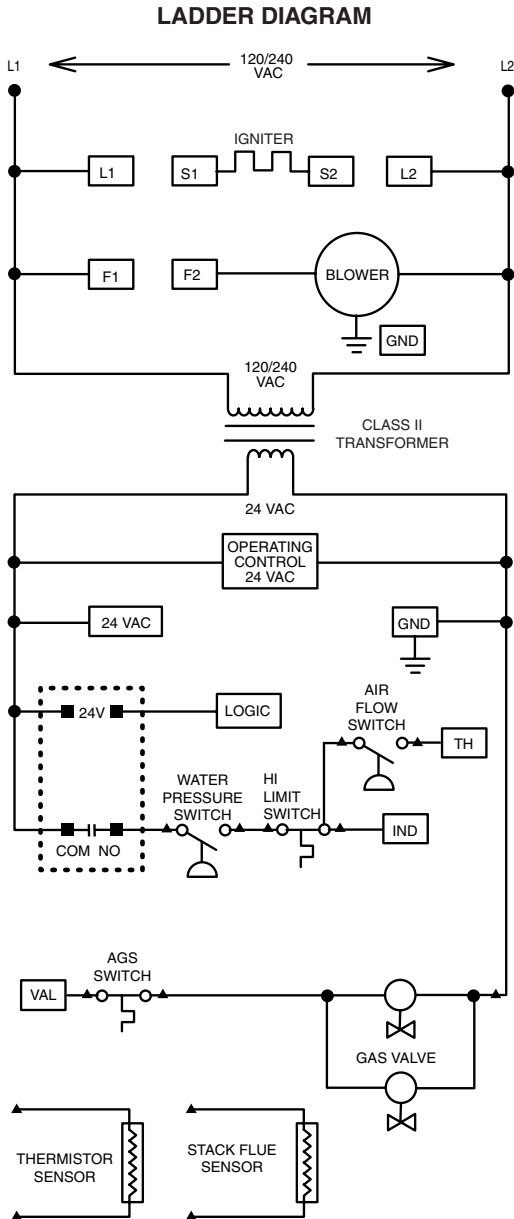 LADDER DIAGRAM
L1
120/240
VAC
L2
IGNITER
L1
S1
S2
L2
F1
F2
BLOWER
GND
120/240
VAC
CLASS II
TRANSFORMER
24 VAC
OPERATING
CONTROL
24 VAC
24 VAC
GND
24V
LOGIC
AIR
FLOW
SWITCH
TH
WATER
PRESSURE
SWITCH
HI
LIMIT
SWITCH
IND
COM NO
AGS
SWITCH
VAL
GAS VALVE
THERMISTOR
SENSOR
STACK FLUE
SENSOR